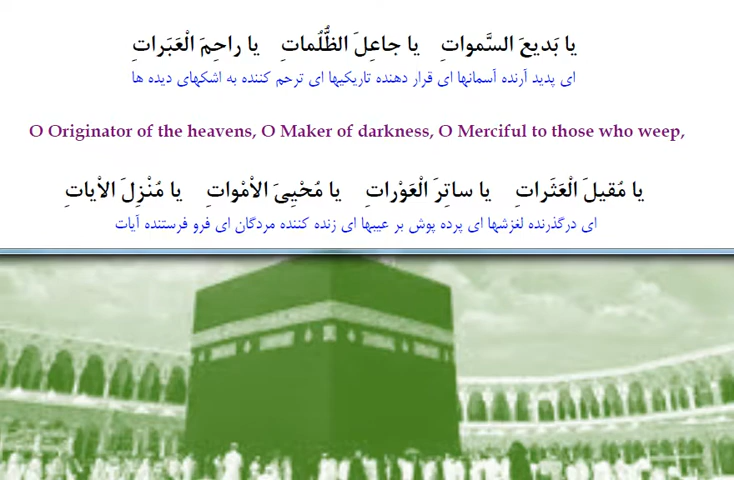 يا بَديعَ السَّمواتِ يا جاعِلَ الظُّلُماتِ يا راحِمَ الْعَبَراتِ
ای پدید آرنده آسمانها ای قرار دهنده تاریکیها ای ترحم کننده به اشکهای دیده ها
O Originator of the heavens, O Maker of darkness, O Merciful to those who weep,
يا مُقيلَ الْعَثَراتِ يا ساتِرَ الْعَوْراتِ يا مُحْيِىَ الاْمْواتِ يا مُنْزِلَ الاْياتِ
ای درگذرنده لغزشها ای پرده پوش بر عیبها ای زنده کننده مردگان ای فرو فرستنده آیات